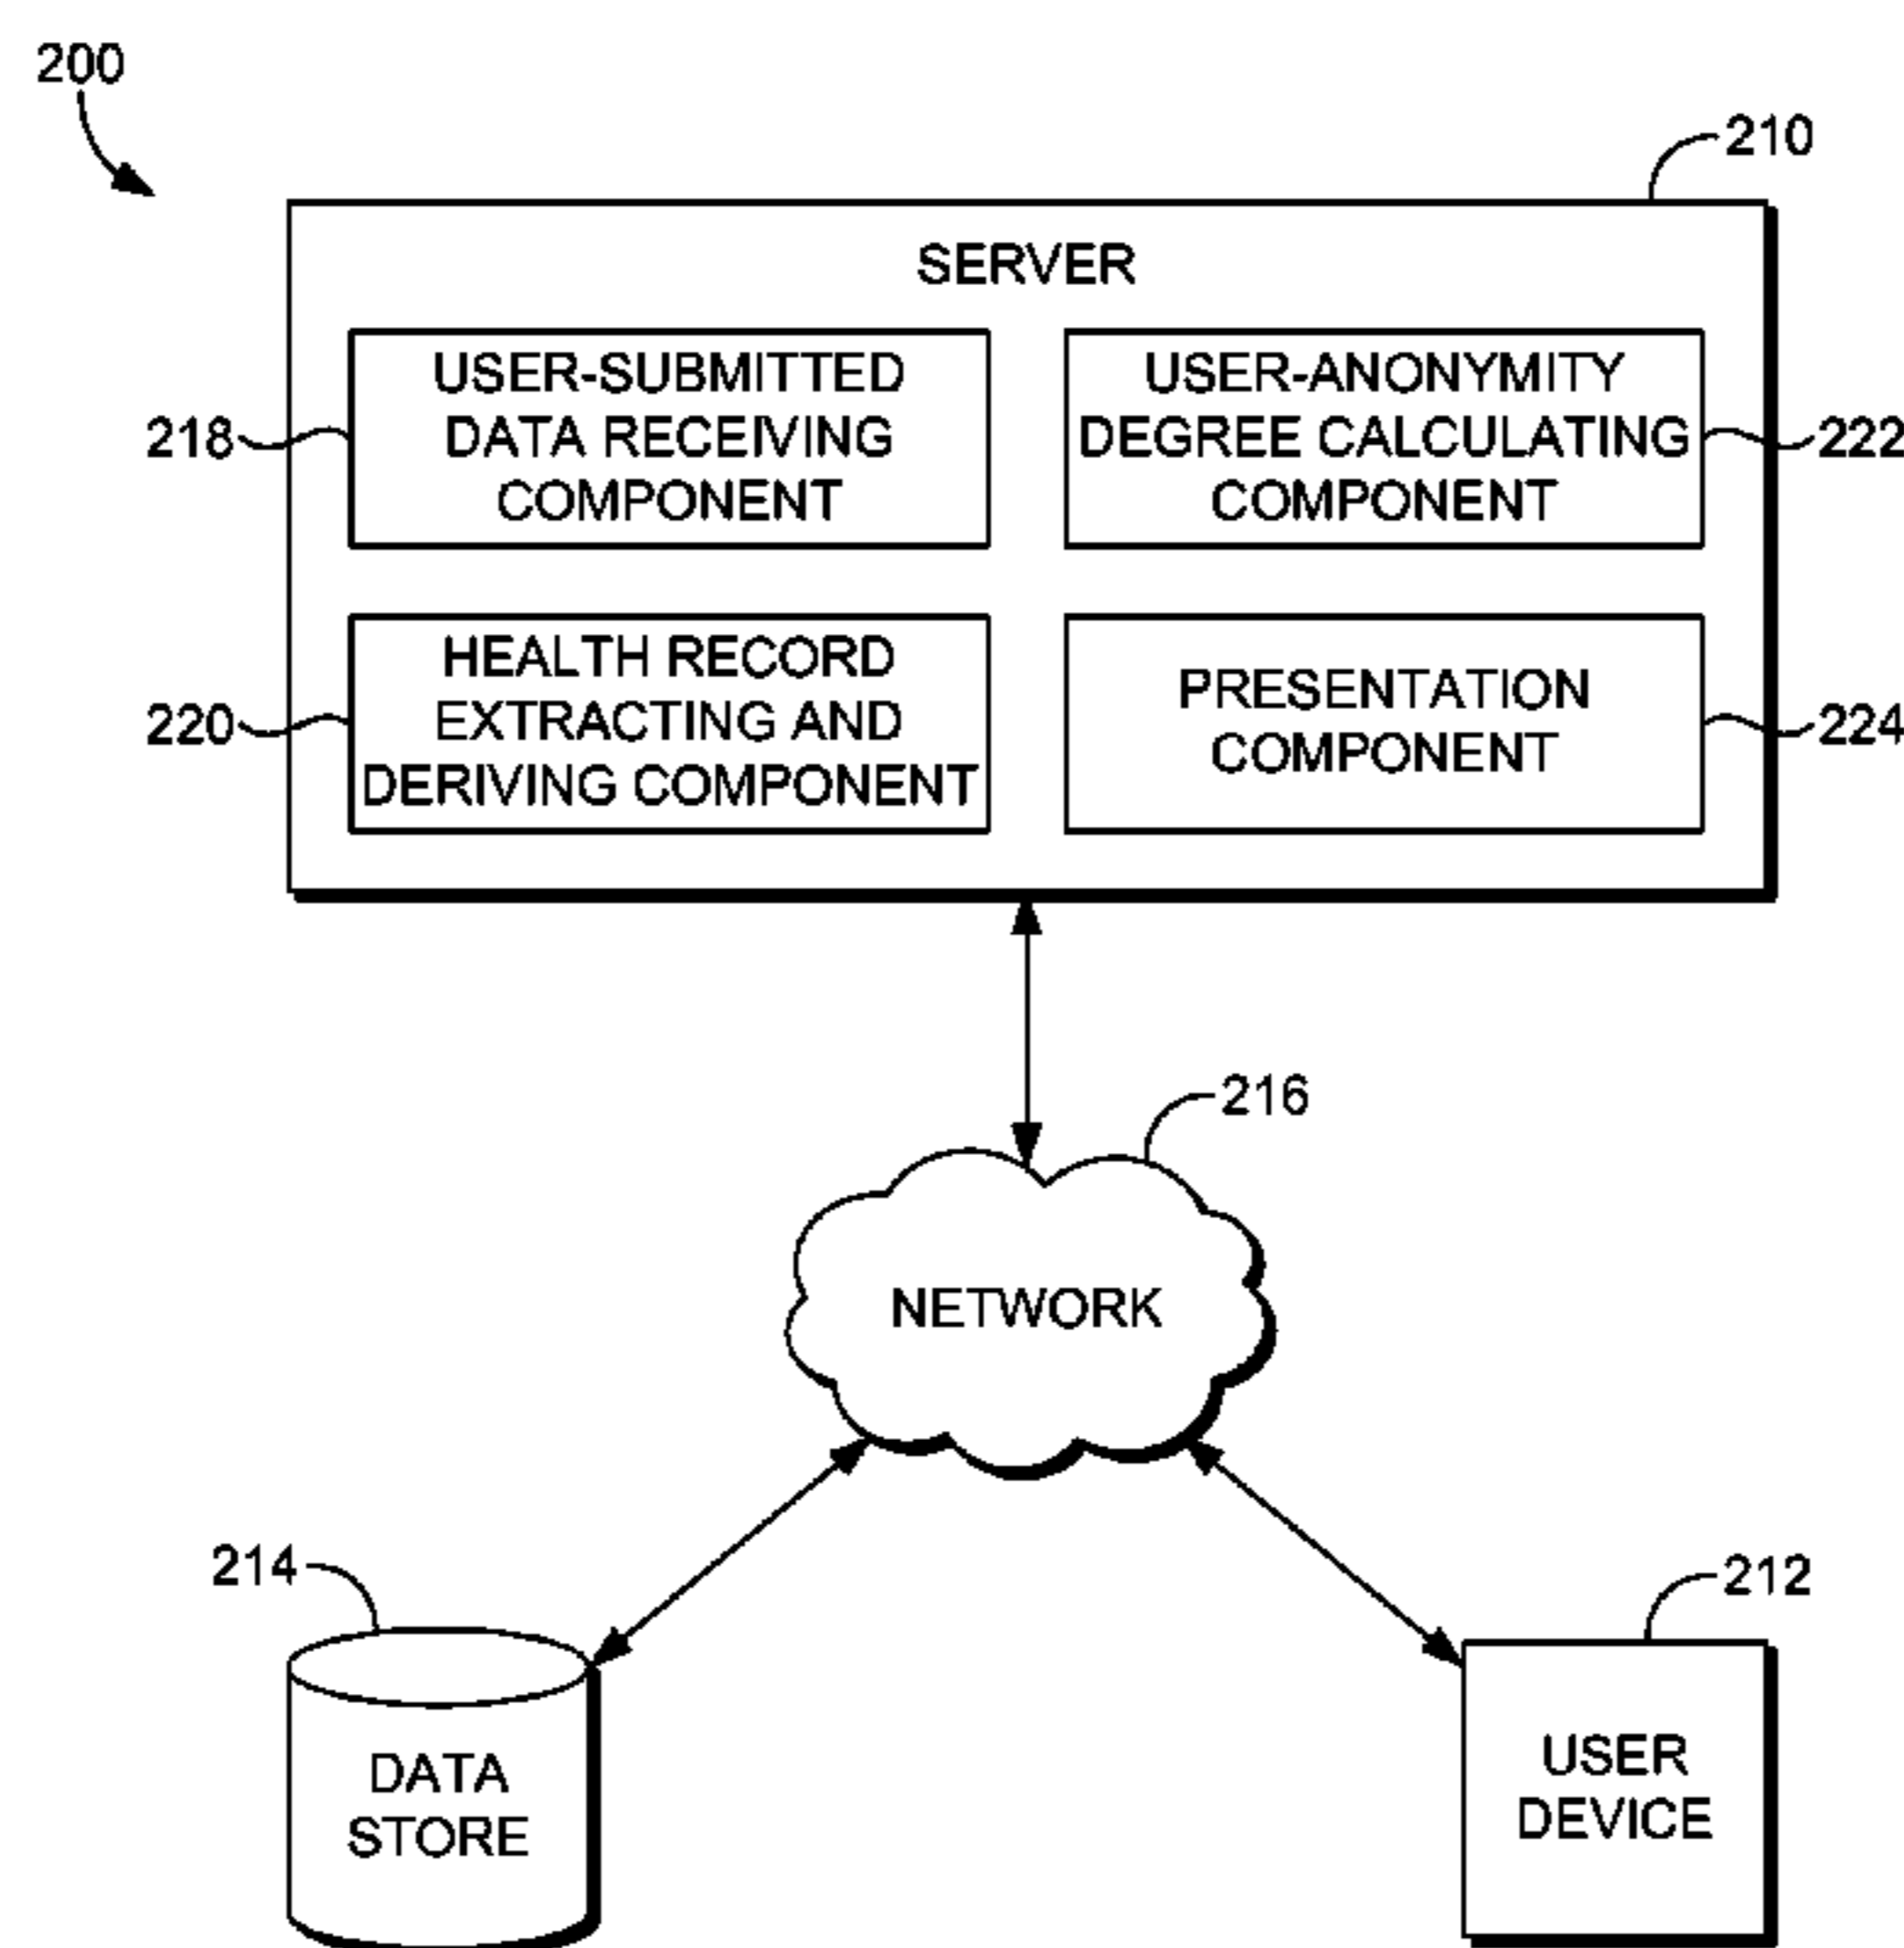 200
210
SERVER
USER-SUBMITTED
DATA RECEIVING
COMPONENT
218
USER-ANONYMITY
DEGREE CALCULATING
COMPONENT
222
HEALTH RECORD
EXTRACTING AND
DERIVING COMPONENT
220
PRESENTATION
COMPONENT
224
216
NETWORK
214
DATA
STORE
212
USER
DEVICE